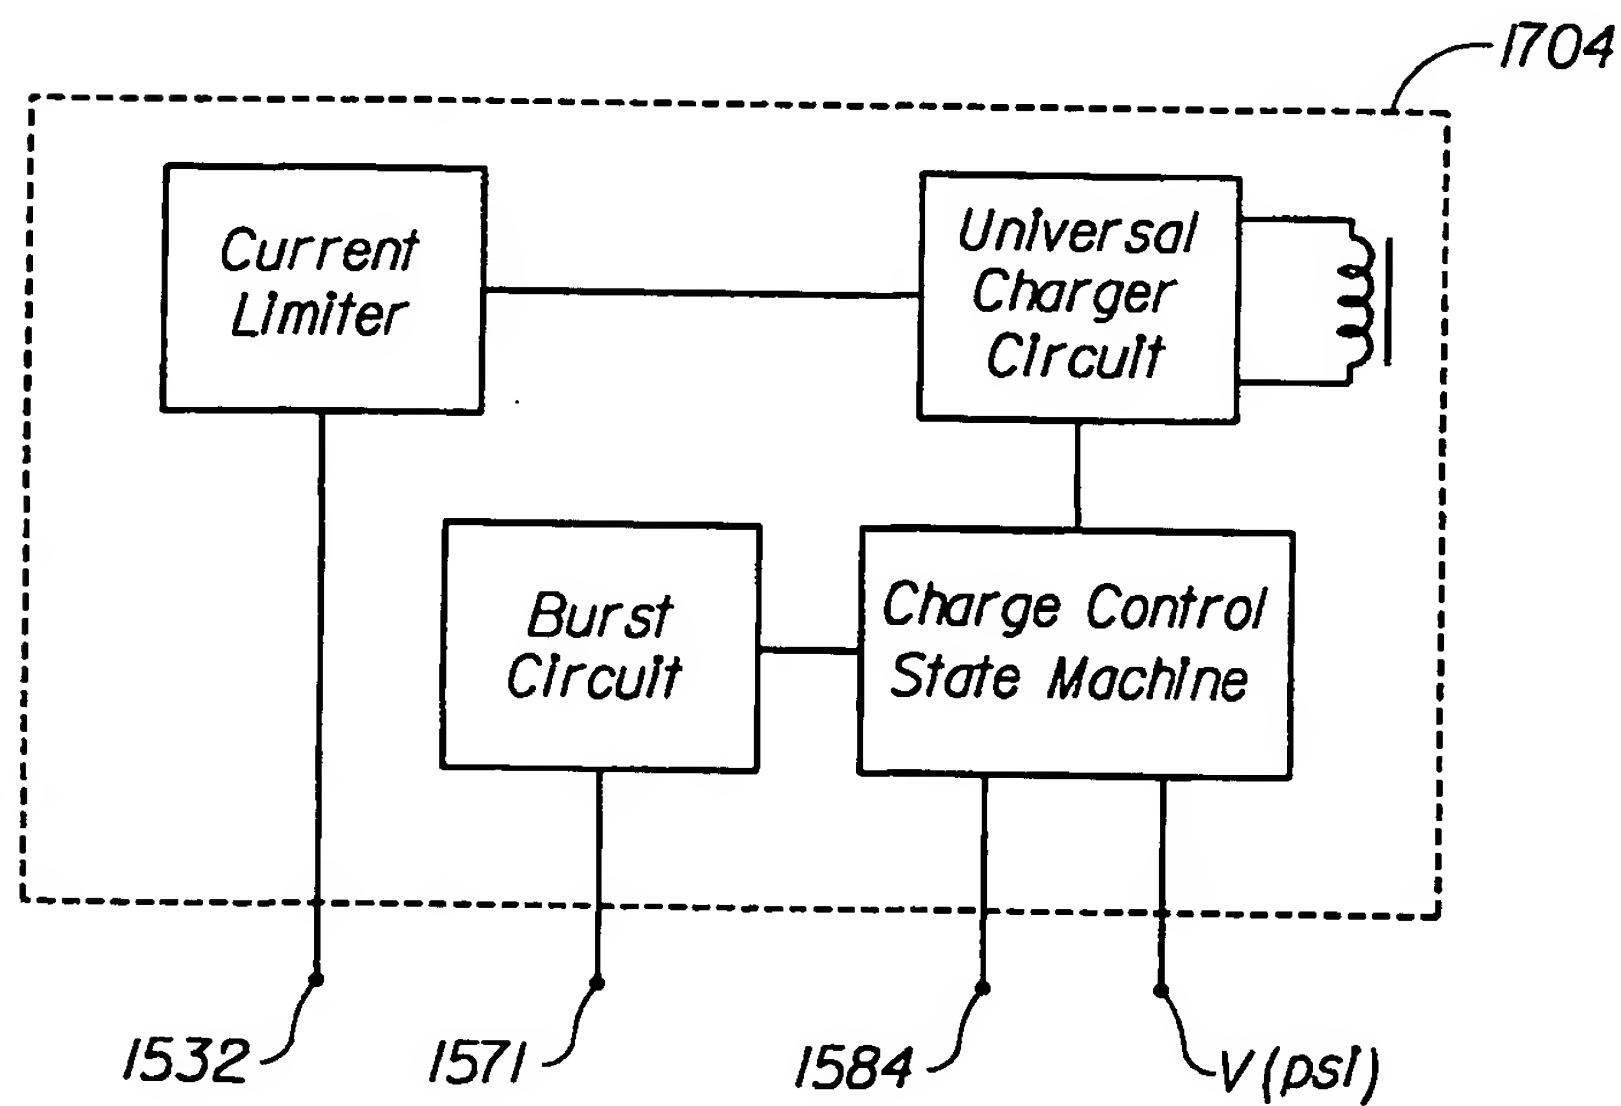 1704
Current
Limiter
Universal
Charger
Circuit
Burst
Circuit
Charge Control
State Machine
1532
1571
1584
V(psi)